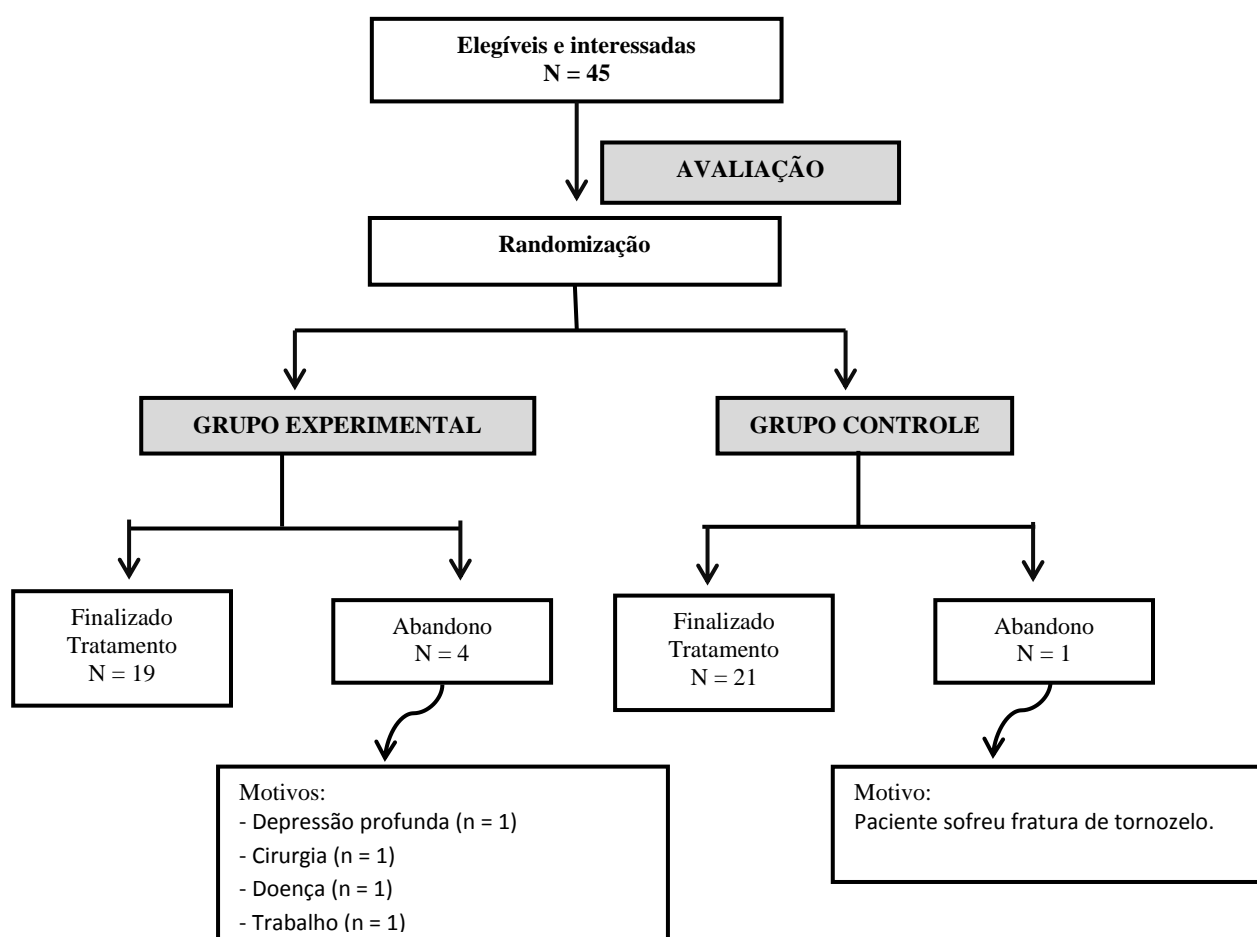 Elegíveis e interessadas
N = 45
AVALIAÇÃO
Randomização
GRUPO EXPERIMENTAL
GRUPO CONTROLE
Finalizado
Tratamento
N = 19
Abandono
N = 4
Finalizado
Tratamento
N = 21
Abandono
N = 1
Motivos:
- Depressão profunda (n = 1)
- Cirurgia (n = 1)
- Doença (n = 1)
- Trabalho (n = 1)
Motivo:
Paciente sofreu fratura de tornozelo.